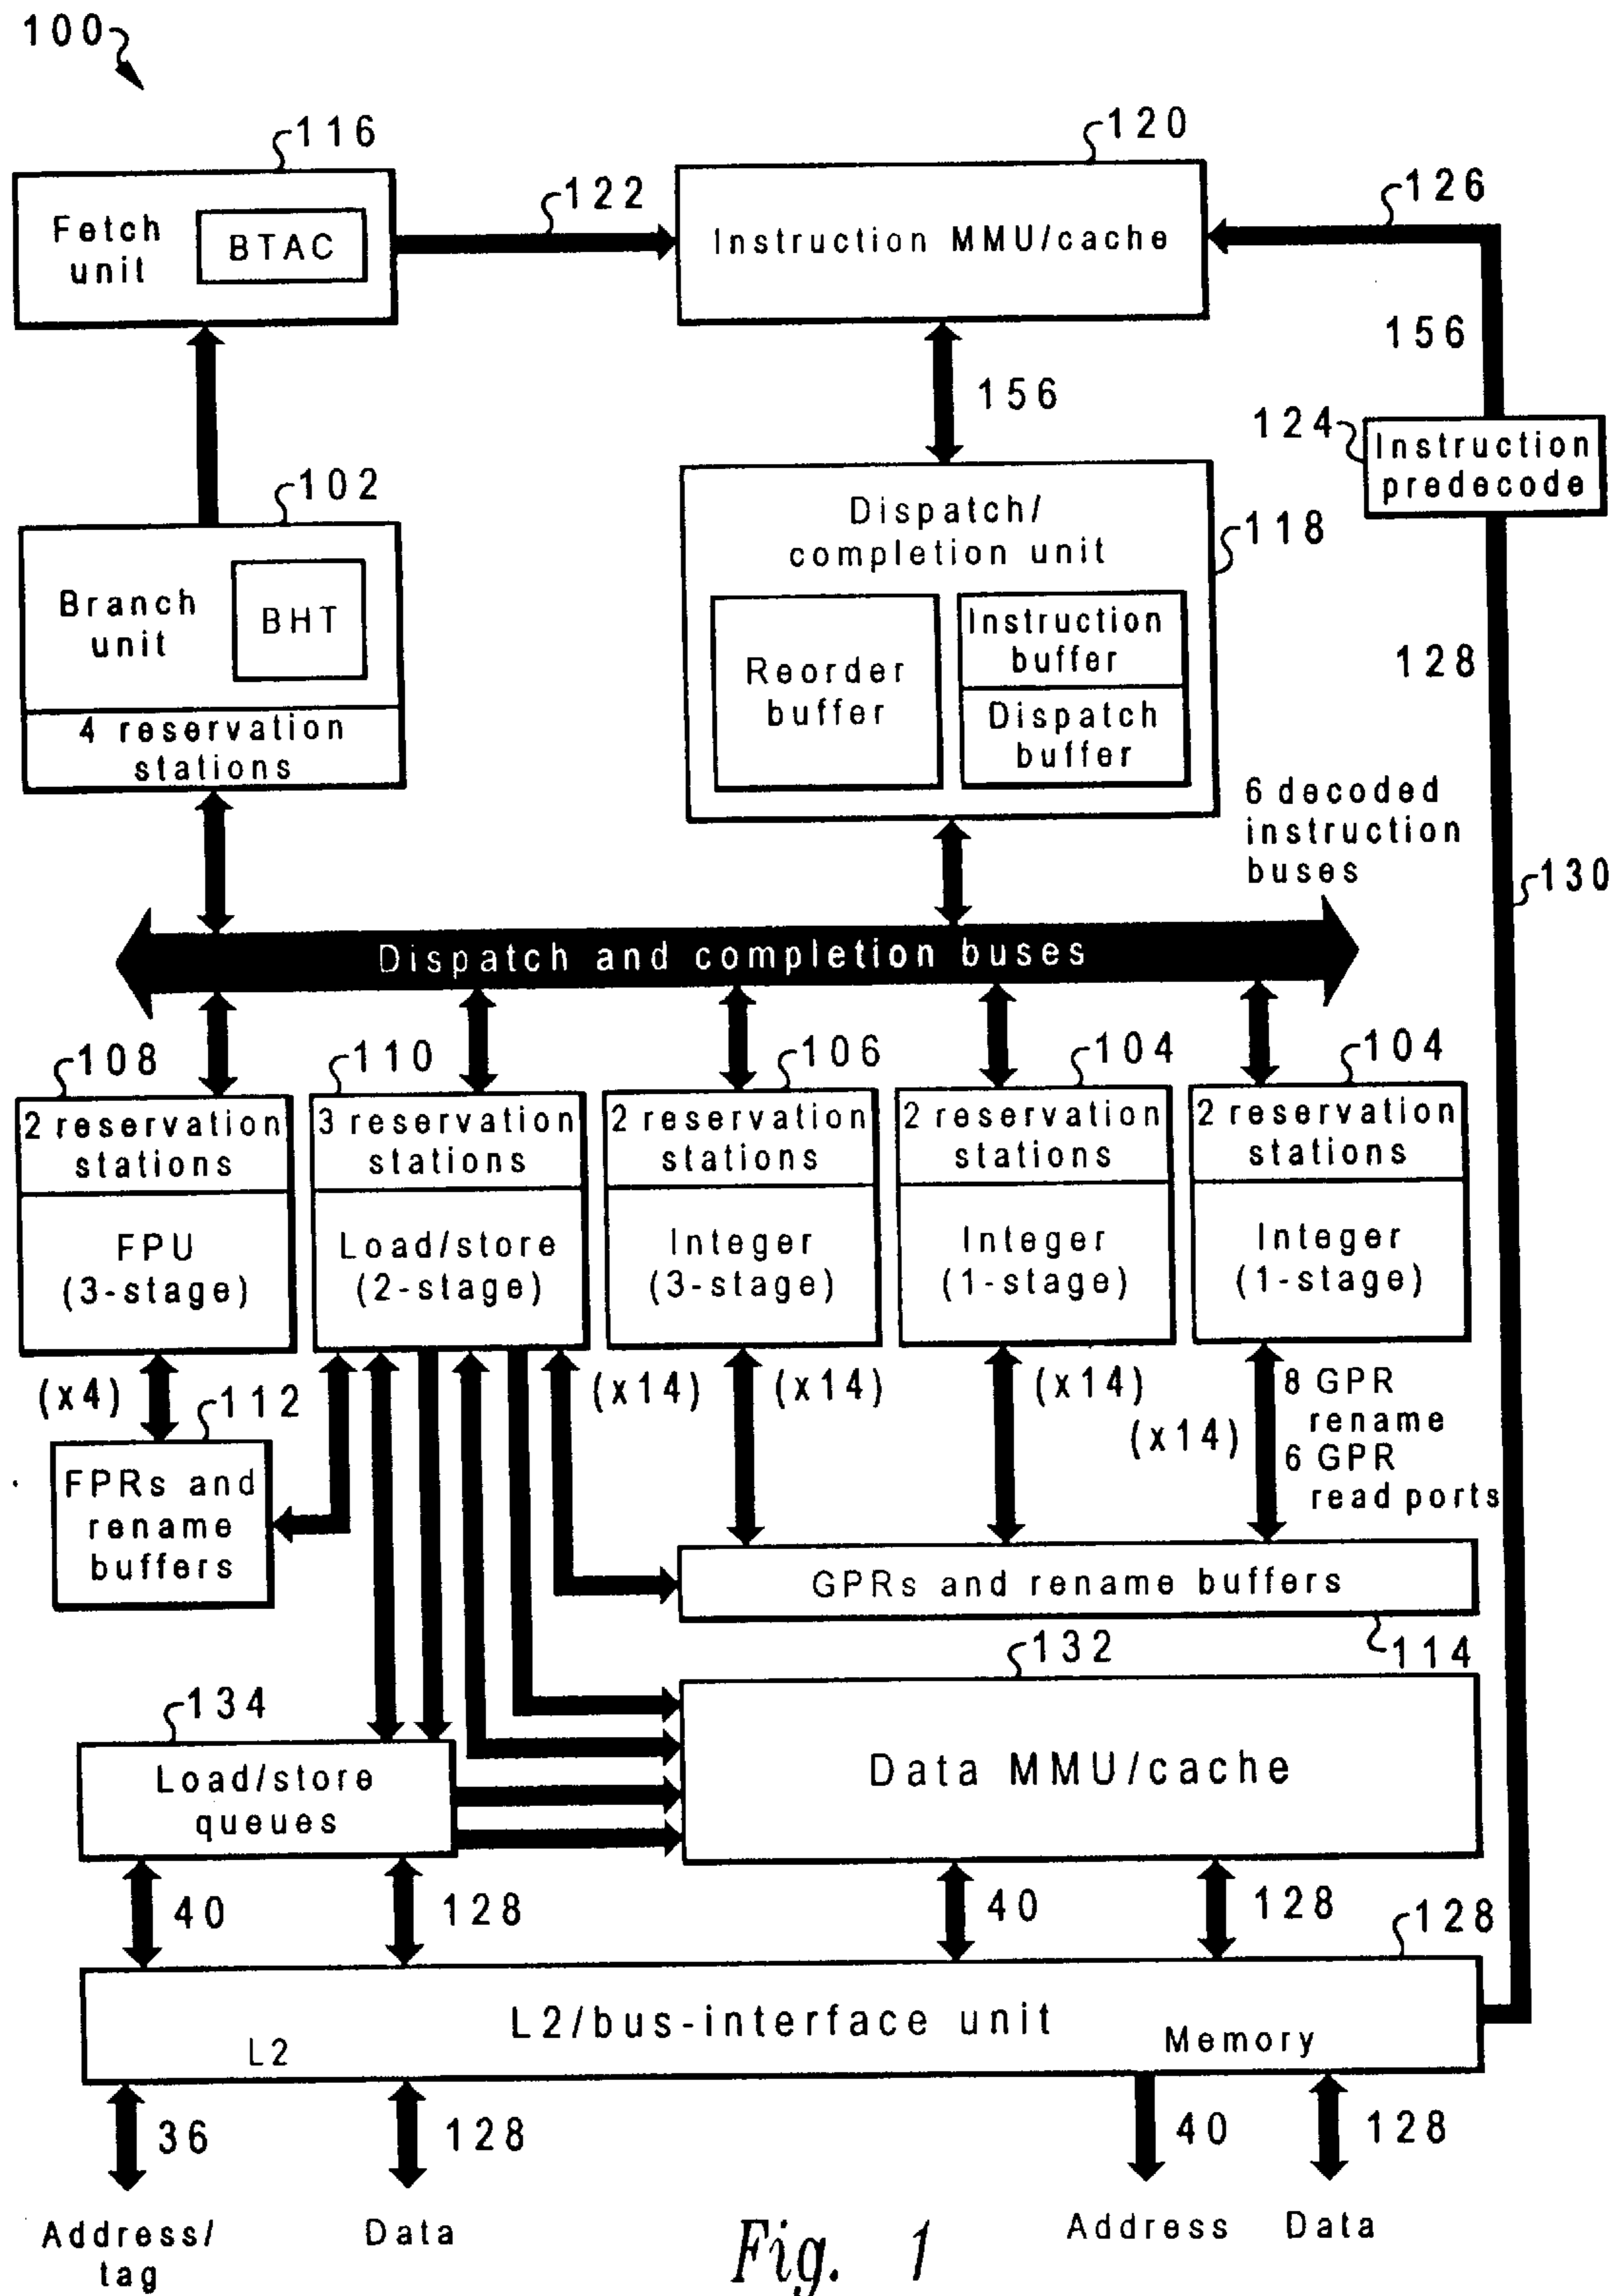 100
116
120
122
126
Fetch
unit
BTAC
Instruction MMU/cache
156
156
124
Instruction
predecode
102
118
Dispatch/
completion unit
Branch
unit
BHT
Instruction
buffer
Reorder
buffer
Dispatch
buffer
128
4 reservation
stations
6 decoded
instruction
buses
130
Dispatch and completion buses
108
110
106
104
104
2 reservation
stations
3 reservation
stations
2 reservation
stations
2 reservation
stations
2 reservation
stations
FPU
(3-stage)
Load/store
(2-stage)
Integer
(3-stage)
Integer
(1-stage)
Integer
(1-stage)
(x4)
112
(x14)
(x14)
(x14)
(x14)
8 GPR
rename
6 GPR
read ports
FPRs and
rename
buffers
GPRs and rename buffers
114
132
134
Load/store
queues
Data MMU/cache
40
128
40
128
128
L2/bus-interface unit
L2
Memory
36
128
40
128
Address/
tag
Data
Address
Data
Fig. 1